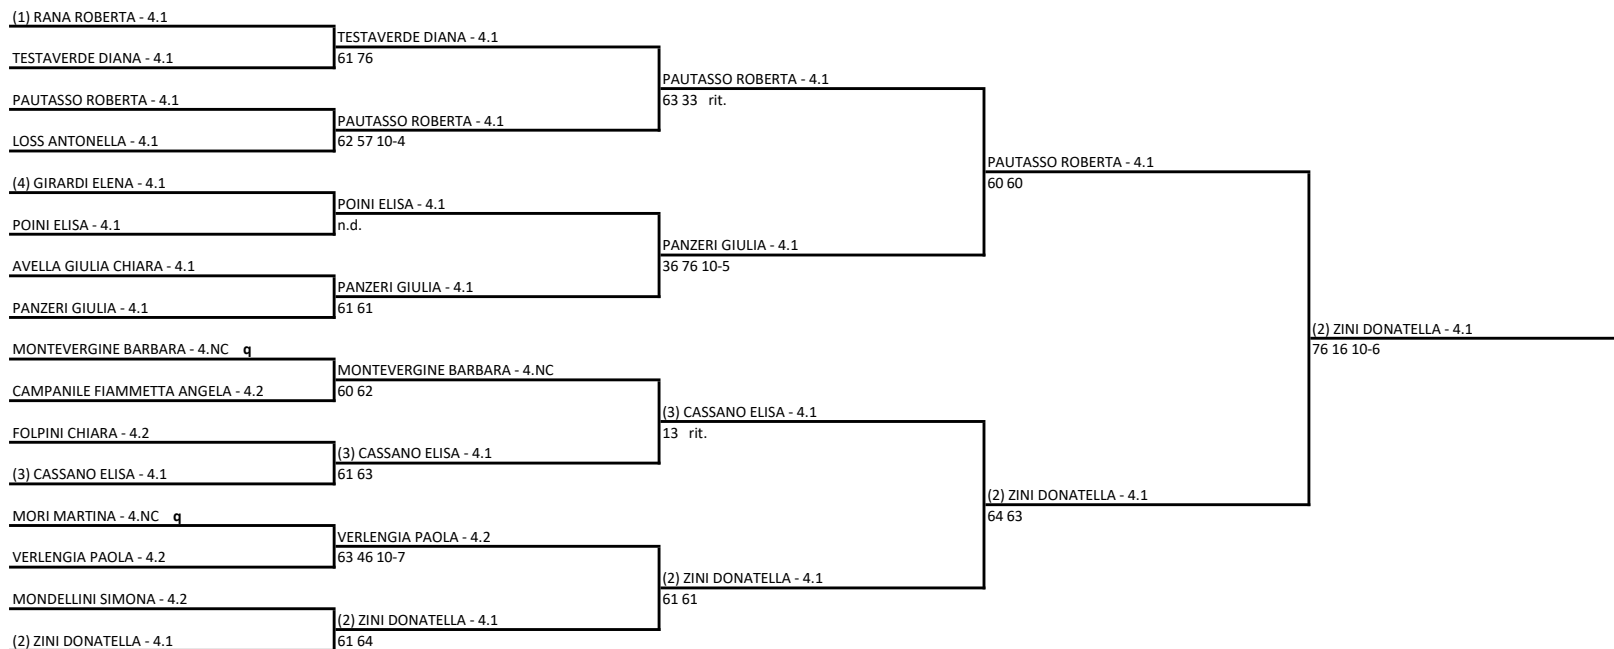 (1) RANA ROBERTA - 4.1
TESTAVERDE DIANA - 4.1
TESTAVERDE DIANA - 4.1
61 76
PAUTASSO ROBERTA - 4.1
63 33 rit.
PAUTASSO ROBERTA - 4.1
PAUTASSO ROBERTA - 4.1
LOSS ANTONELLA - 4.1
62 57 10-4
PAUTASSO ROBERTA - 4.1
60 60
(4) GIRARDI ELENA - 4.1
POINI ELISA - 4.1
POINI ELISA - 4.1
n.d.
PANZERI GIULIA - 4.1
36 76 10-5
AVELLA GIULIA CHIARA - 4.1
PANZERI GIULIA - 4.1
PANZERI GIULIA - 4.1
61 61
(2) ZINI DONATELLA - 4.1
76 16 10-6
MONTEVERGINE BARBARA - 4.NC q
MONTEVERGINE BARBARA - 4.NC
CAMPANILE FIAMMETTA ANGELA - 4.2
60 62
(3) CASSANO ELISA - 4.1
13 rit.
FOLPINI CHIARA - 4.2
(3) CASSANO ELISA - 4.1
(3) CASSANO ELISA - 4.1
61 63
(2) ZINI DONATELLA - 4.1
64 63
MORI MARTINA - 4.NC q
VERLENGIA PAOLA - 4.2
VERLENGIA PAOLA - 4.2
63 46 10-7
(2) ZINI DONATELLA - 4.1
61 61
MONDELLINI SIMONA - 4.2
(2) ZINI DONATELLA - 4.1
(2) ZINI DONATELLA - 4.1
61 64